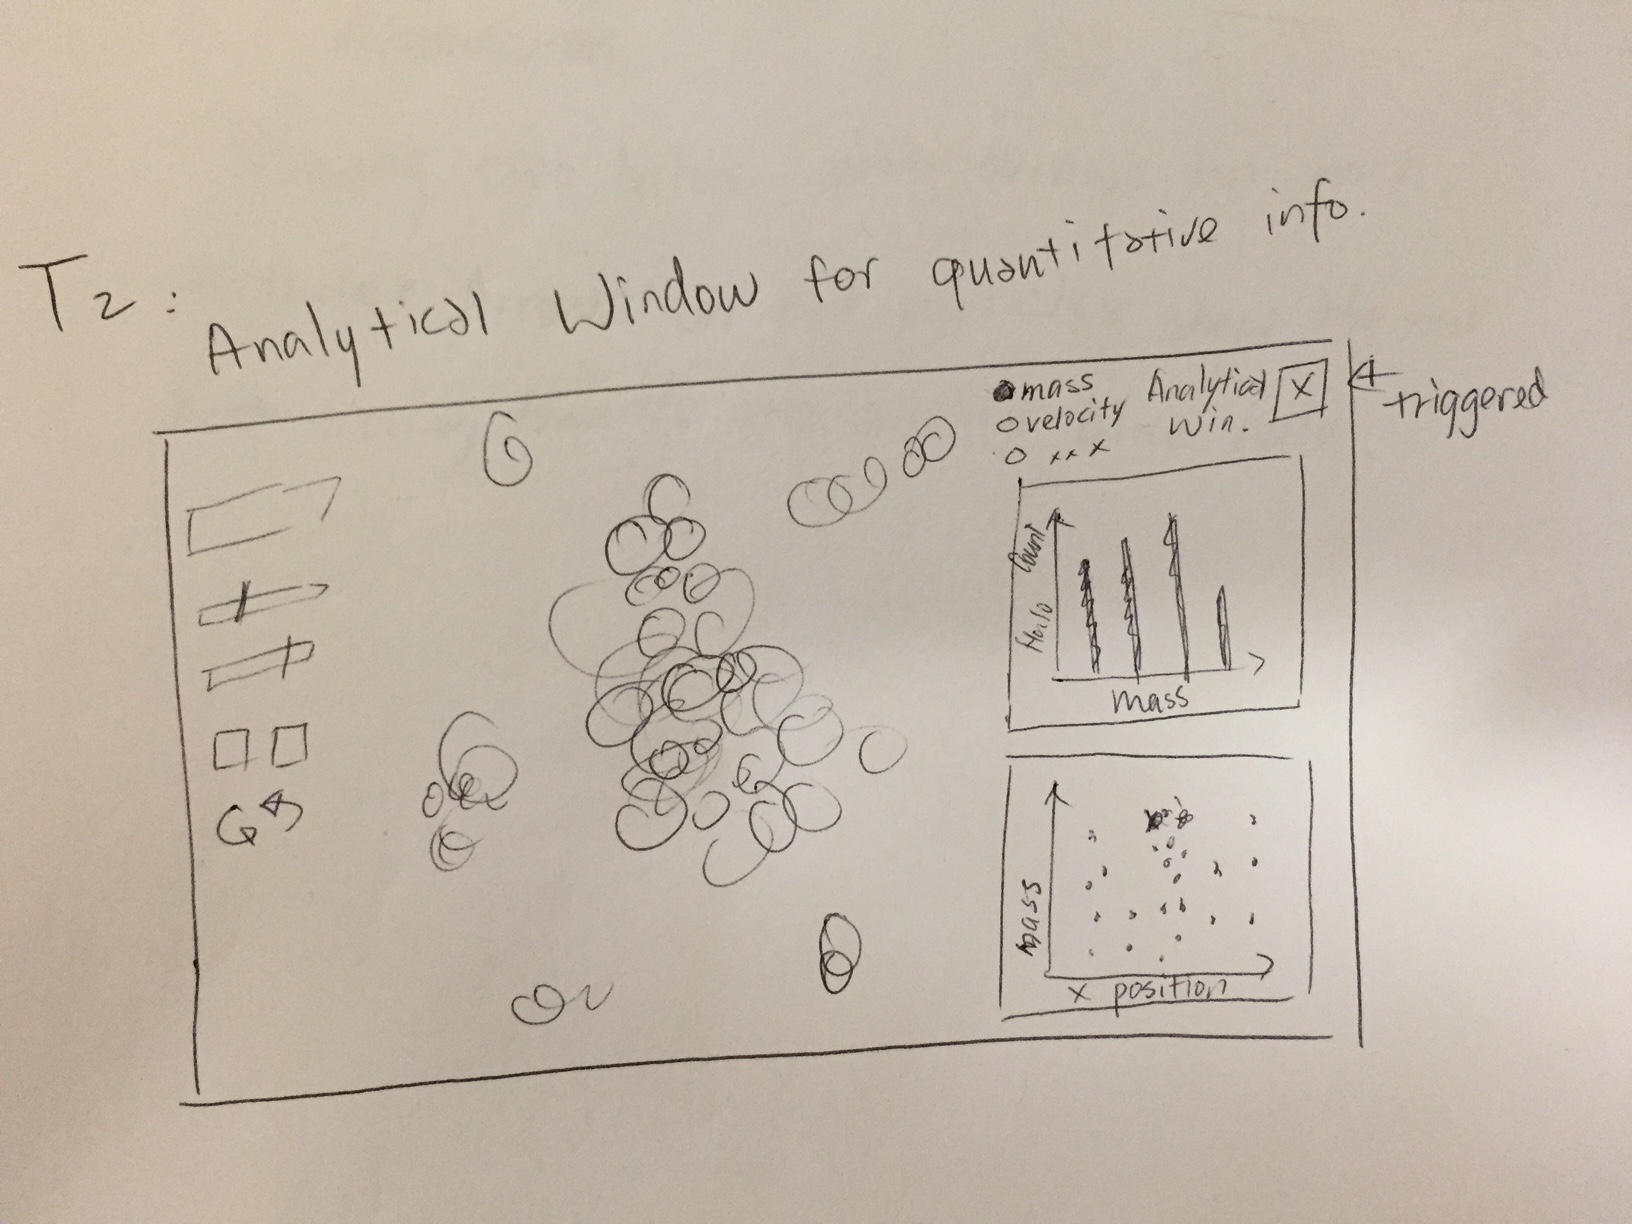 T2: Analytical Window for quantitative info.
mass
velocity
xxx
Analytical
Win.
X
triggered
Halo Count
mass
mass
x position